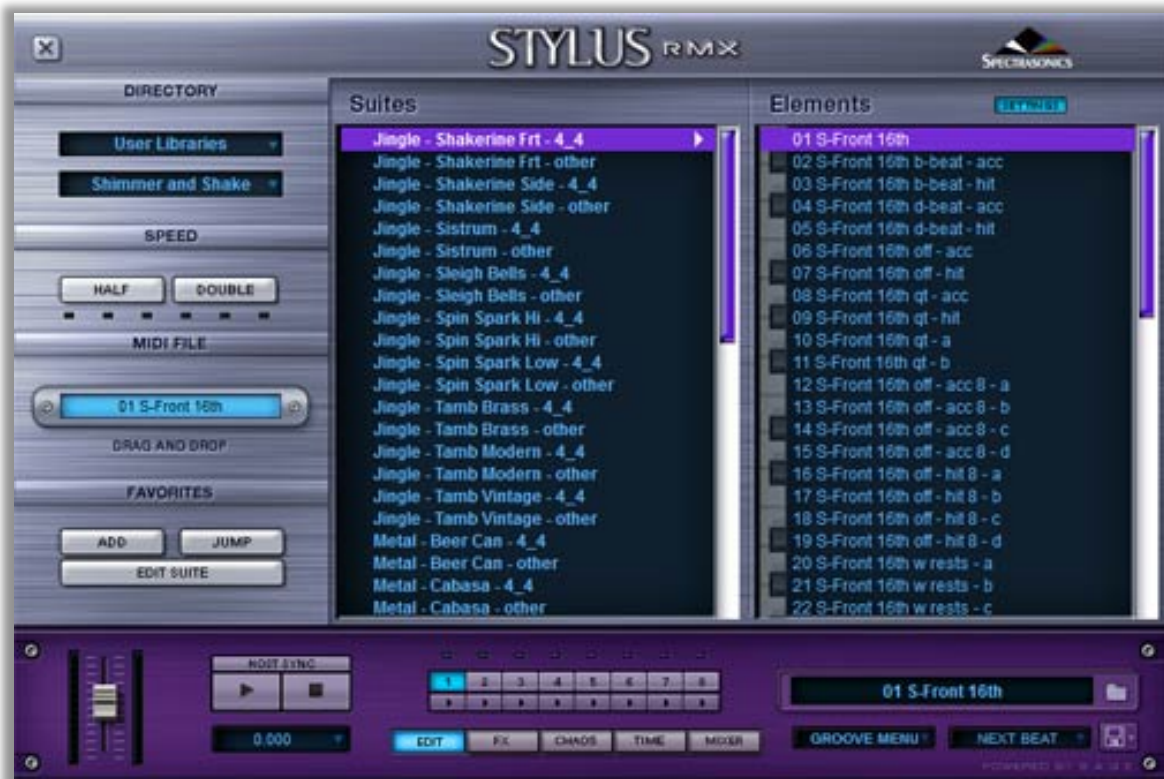 STYLUS RMX
SPECTRASONICS
DIRECTORY
User Libraries
Shimmer and Shake
SPEED
HALF DOUBLE
MIDI FILE
01 S-Front 16th
DRAG AND DROP
FAVORITES
ADD JUMP
EDIT SUITE
Suites
Jingle - Shakerine Frt - 4_4
Jingle - Shakerine Frt - other
Jingle - Shakerine Side - 4_4
Jingle - Shakerine Side - other
Jingle - Sistrum - 4_4
Jingle - Sistrum - other
Jingle - Sleigh Bells - 4_4
Jingle - Sleigh Bells - other
Jingle - Spin Spark Hi - 4_4
Jingle - Spin Spark Hi - other
Jingle - Spin Spark Low - 4_4
Jingle - Spin Spark Low - other
Jingle - Tamb Brass - 4_4
Jingle - Tamb Brass - other
Jingle - Tamb Modern - 4_4
Jingle - Tamb Modern - other
Jingle - Tamb Vintage - 4_4
Jingle - Tamb Vintage - other
Metal - Beer Can - 4_4
Metal - Beer Can - other
Metal - Cabasa - 4_4
Metal - Cabasa - other
Elements
SETTINGS
01 S-Front 16th
02 S-Front 16th b-beat - acc
03 S-Front 16th b-beat - hit
04 S-Front 16th d-beat - acc
05 S-Front 16th d-beat - hit
06 S-Front 16th off - acc
07 S-Front 16th off - hit
08 S-Front 16th qt - acc
09 S-Front 16th qt - hit
10 S-Front 16th qt - a
11 S-Front 16th qt - b
12 S-Front 16th off - acc 8 - a
13 S-Front 16th off - acc 8 - b
14 S-Front 16th off - acc 8 - c
15 S-Front 16th off - acc 8 - d
16 S-Front 16th off - hit 8 - a
17 S-Front 16th off - hit 8 - b
18 S-Front 16th off - hit 8 - c
19 S-Front 16th off - hit 8 - d
20 S-Front 16th w rests - a
21 S-Front 16th w rests - b
22 S-Front 16th w rests - c
HOST SYNC
0.000
1 2 3 4 5 6 7 8
EDIT FX CHAOS TIME MIXER
01 S-Front 16th
GROOVE MENU NEXT BEAT
POWERED BY S.A.G.E